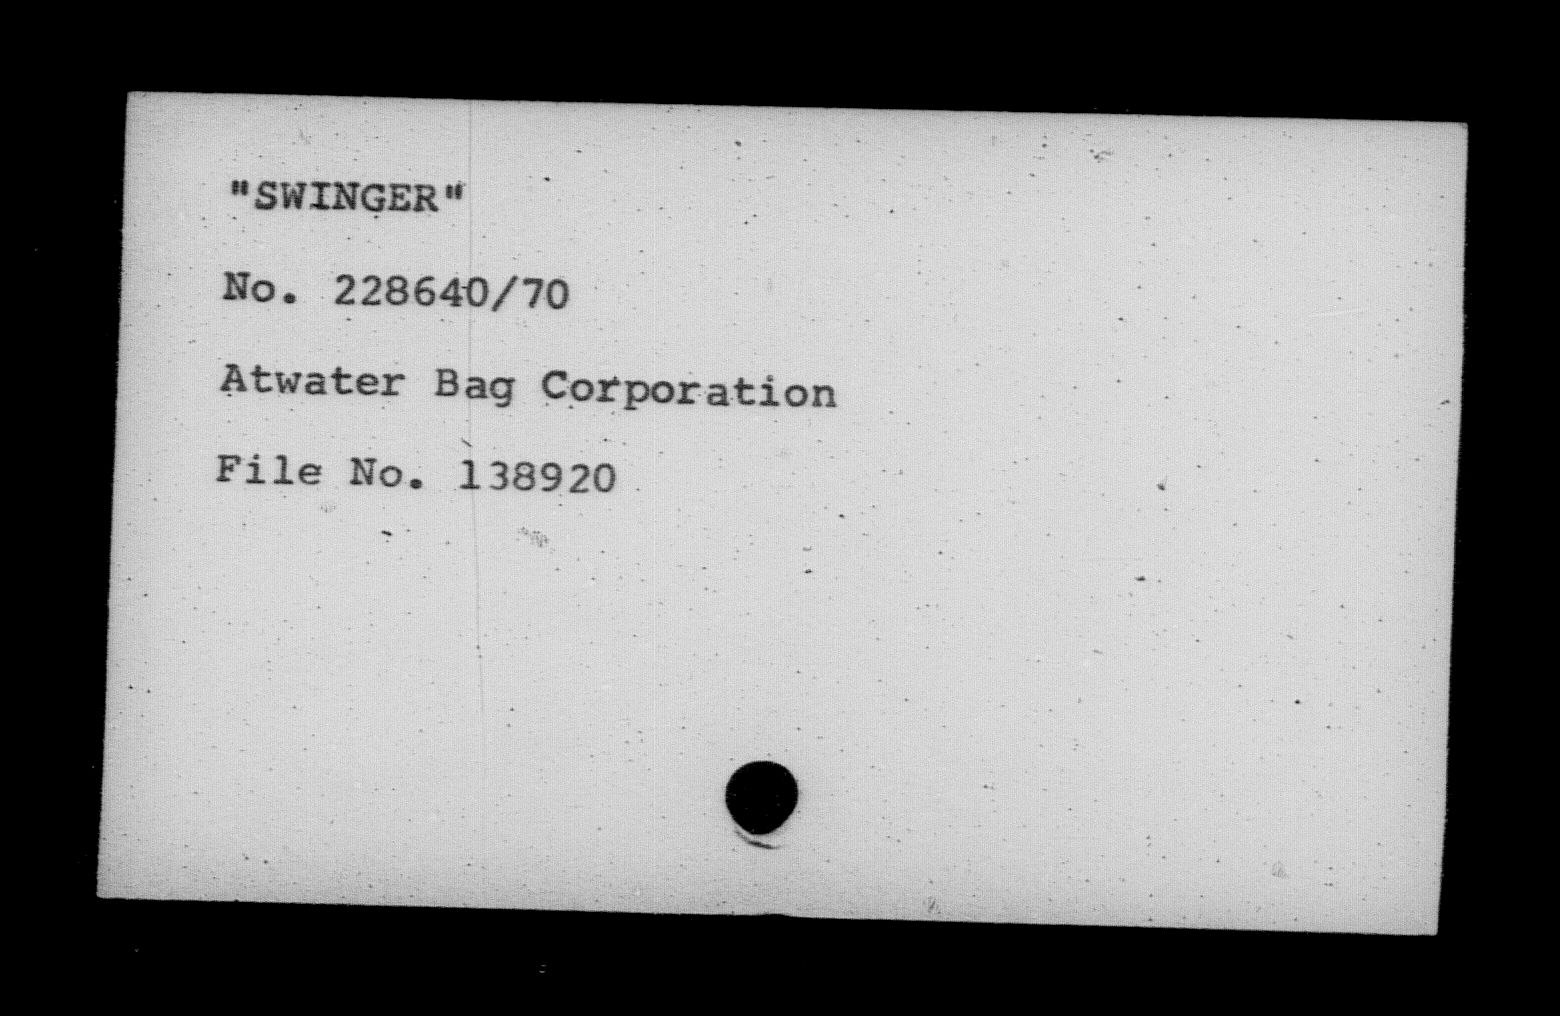 "SWINGER"
No. 228640/70
Atwater Bag Corporation
File No. 138920